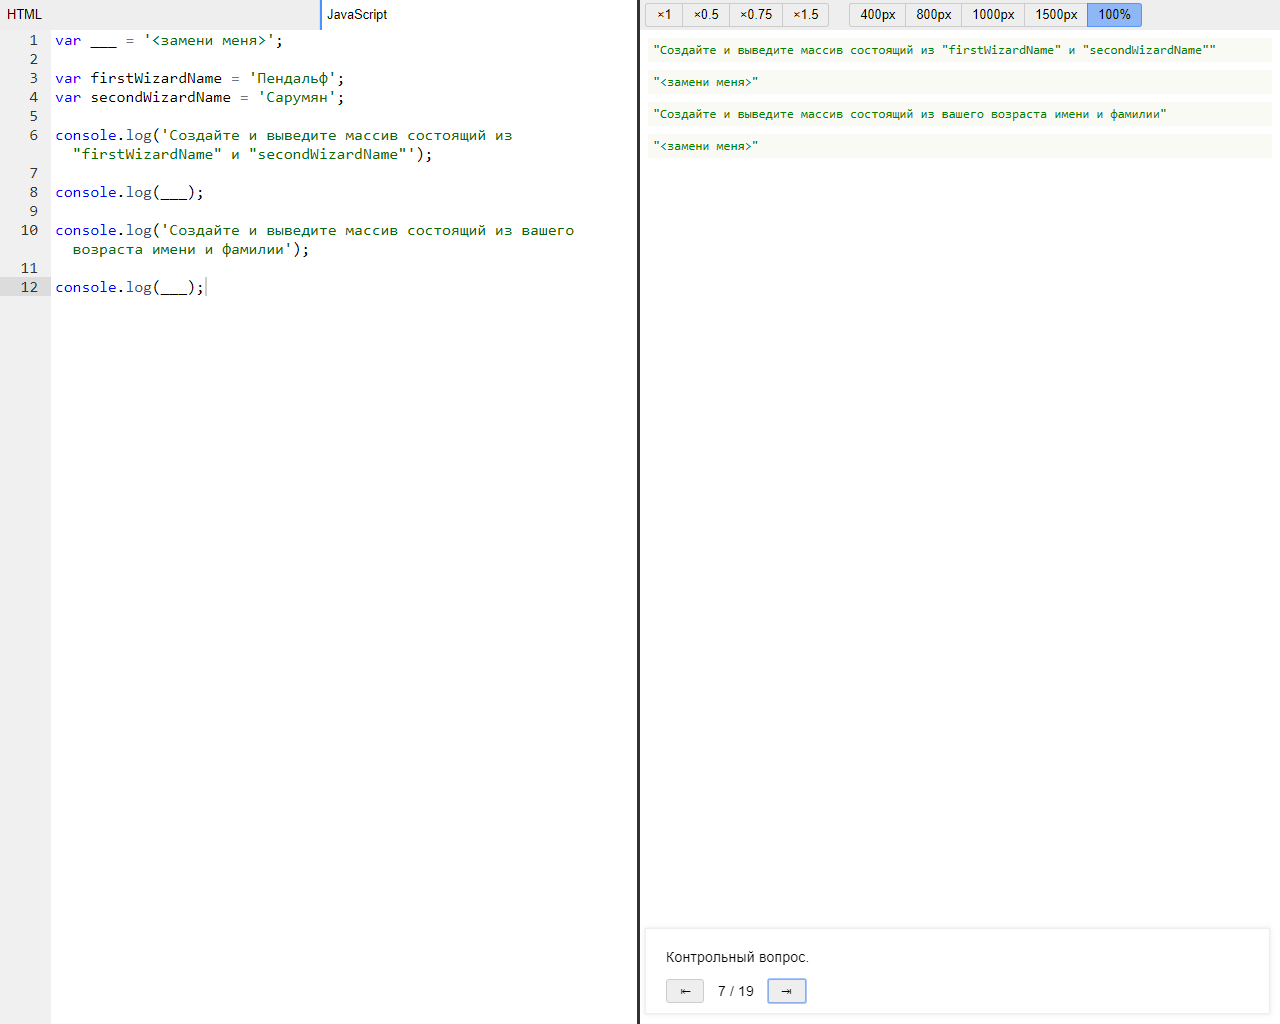 HTML
JavaScript
×1 ×0.5 ×0.75 ×1.5 400px 800px 1000px 1500px 100%
1 var ___ = '<замени меня>';
2
3 var firstWizardName = 'Пендальф';
4 var secondWizardName = 'Сарумян';
5
6 console.log('Создайте и выведите массив состоящий из
"firstWizardName" и "secondWizardName"');
7
8 console.log(___);
9
10 console.log('Создайте и выведите массив состоящий из вашего
возраста имени и фамилии');
11
12 console.log(___);
"Создайте и выведите массив состоящий из "firstWizardName" и "secondWizardName""
"<замени меня>"
"Создайте и выведите массив состоящий из вашего возраста имени и фамилии"
"<замени меня>"
Контрольный вопрос.
⇤ 7 / 19 ⇥